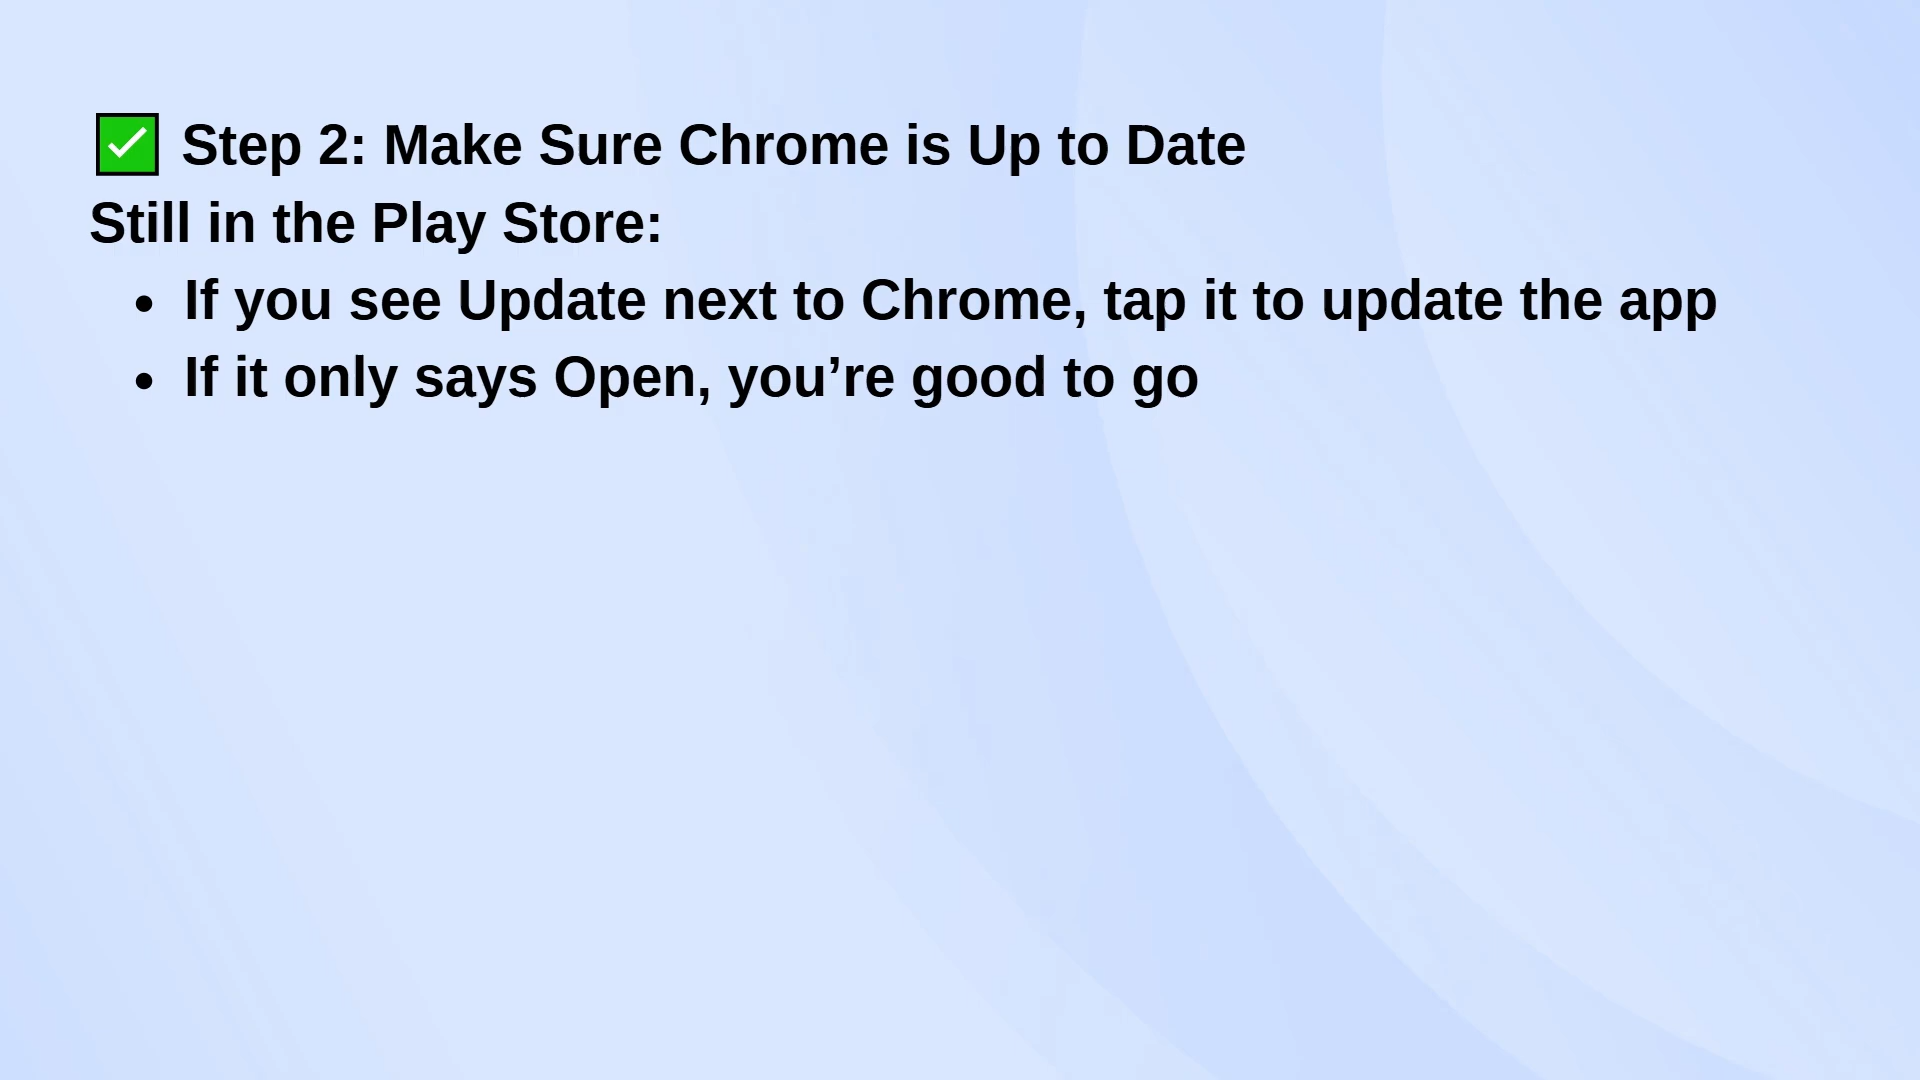 ✅ Step 2: Make Sure Chrome is Up to Date
Still in the Play Store:
• If you see Update next to Chrome, tap it to update the app
• If it only says Open, you’re good to go